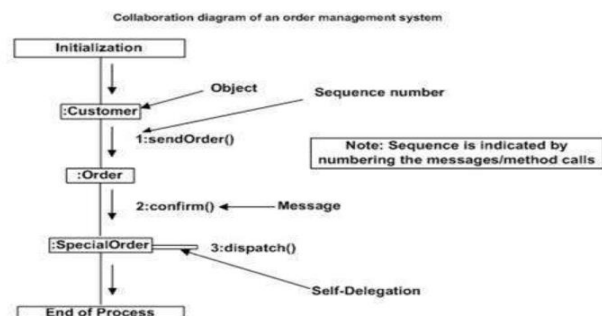 Collaboration diagram of an order management system
Initialization
Object
Sequence number
:Customer
1:sendOrder()
Note: Sequence is indicated by
numbering the messages/method calls
:Order
2:confirm()
Message
:SpecialOrder
3:dispatch()
Self-Delegation
End of Process